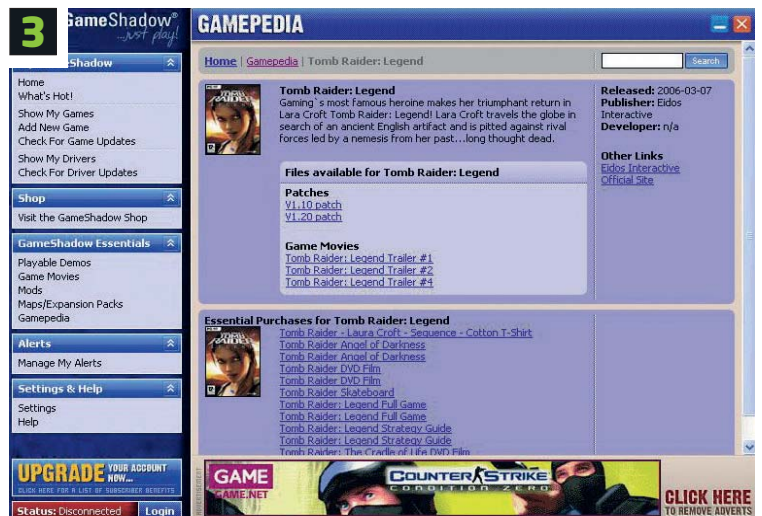 3
GameShadow®
...just play!
GAMEPEDIA
Shadow
Home
What's Hot!
Show My Games
Add New Game
Check For Game Updates
Show My Drivers
Check For Driver Updates
Shop
Visit the GameShadow Shop
GameShadow Essentials
Playable Demos
Game Movies
Mods
Maps/Expansion Packs
Gamepedia
Alerts
Manage My Alerts
Settings & Help
Settings
Help
UPGRADE YOUR ACCOUNT NOW...
CLICK HERE FOR A LIST OF SUBSCRIBER BENEFITS
Status: Disconnected
Login
Home | Gamepedia | Tomb Raider: Legend
Search
TOMB RAIDER
Tomb Raider: Legend
Gaming`s most famous heroine makes her triumphant return in
Lara Croft Tomb Raider: Legend! Lara Croft travels the globe in
search of an ancient English artifact and is pitted against rival
forces led by a nemesis from her past...long thought dead.
Files available for Tomb Raider: Legend
Patches
V1.10 patch
V1.20 patch
Game Movies
Tomb Raider: Legend Trailer #1
Tomb Raider: Legend Trailer #2
Tomb Raider: Legend Trailer #4
Released: 2006-03-07
Publisher: Eidos
Interactive
Developer: n/a
Other Links
Eidos Interactive
Official Site
Essential Purchases for Tomb Raider: Legend
TOMB RAIDER
Tomb Raider - Laura Croft - Sequence - Cotton T-Shirt
Tomb Raider Angel of Darkness
Tomb Raider Angel of Darkness
Tomb Raider DVD Film
Tomb Raider DVD Film
Tomb Raider Skateboard
Tomb Raider: Legend Full Game
Tomb Raider: Legend Full Game
Tomb Raider: Legend Strategy Guide
Tomb Raider: Legend Strategy Guide
Tomb Raider: The Cradle of Life DVD Film
ADVERTISEMENT
GAME
GAME.NET
COUNTER STRIKE
CONDITION ZERO
CLICK HERE
TO REMOVE ADVERTS